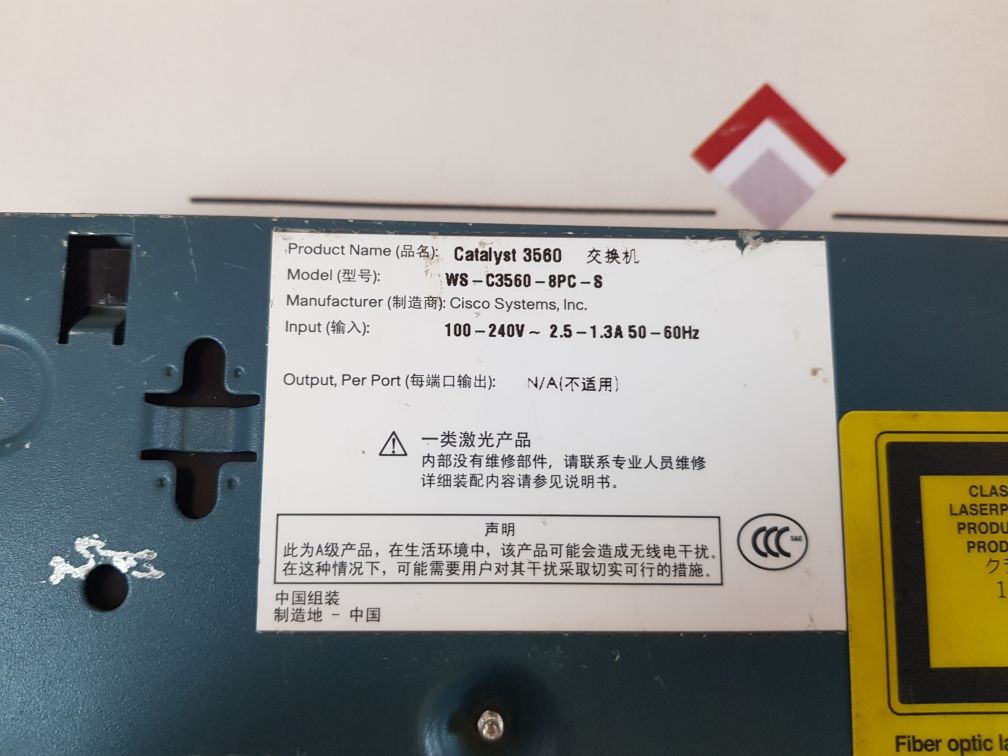 Product Name (品名): Catalyst 3560 交换机
Model (型号): WS-C3560-8PC-S
Manufacturer (制造商): Cisco Systems, Inc.
Input (输入): 100-240V~ 2.5-1.3A 50-60Hz
Output, Per Port (每端口输出): N/A(不适用)
一类激光产品
内部没有维修部件，请联系专业人员维修
详细装配内容请参见说明书。
声明
此为A级产品，在生活环境中，该产品可能会造成无线电干扰。
在这种情况下，可能需要用户对其干扰采取切实可行的措施。
CCC S&E
中国组装
制造地 - 中国
CLAS
LASERP
PRODU
PROD
クラ
1
Fiber optic